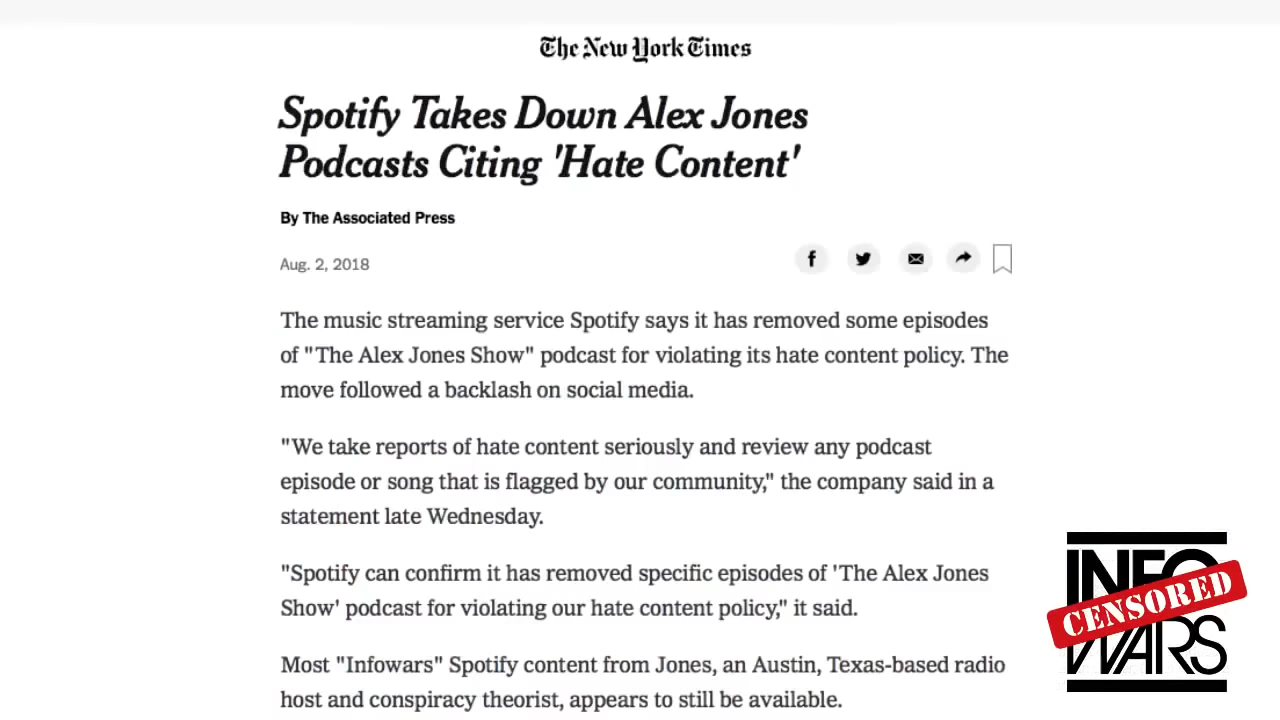 The New York Times
Spotify Takes Down Alex Jones
Podcasts Citing 'Hate Content'
By The Associated Press
Aug. 2, 2018
The music streaming service Spotify says it has removed some episodes
of "The Alex Jones Show" podcast for violating its hate content policy. The
move followed a backlash on social media.
"We take reports of hate content seriously and review any podcast
episode or song that is flagged by our community," the company said in a
statement late Wednesday.
"Spotify can confirm it has removed specific episodes of 'The Alex Jones
Show' podcast for violating our hate content policy," it said.
Most "Infowars" Spotify content from Jones, an Austin, Texas-based radio
host and conspiracy theorist, appears to still be available.
INFO
CENSORED
WARS